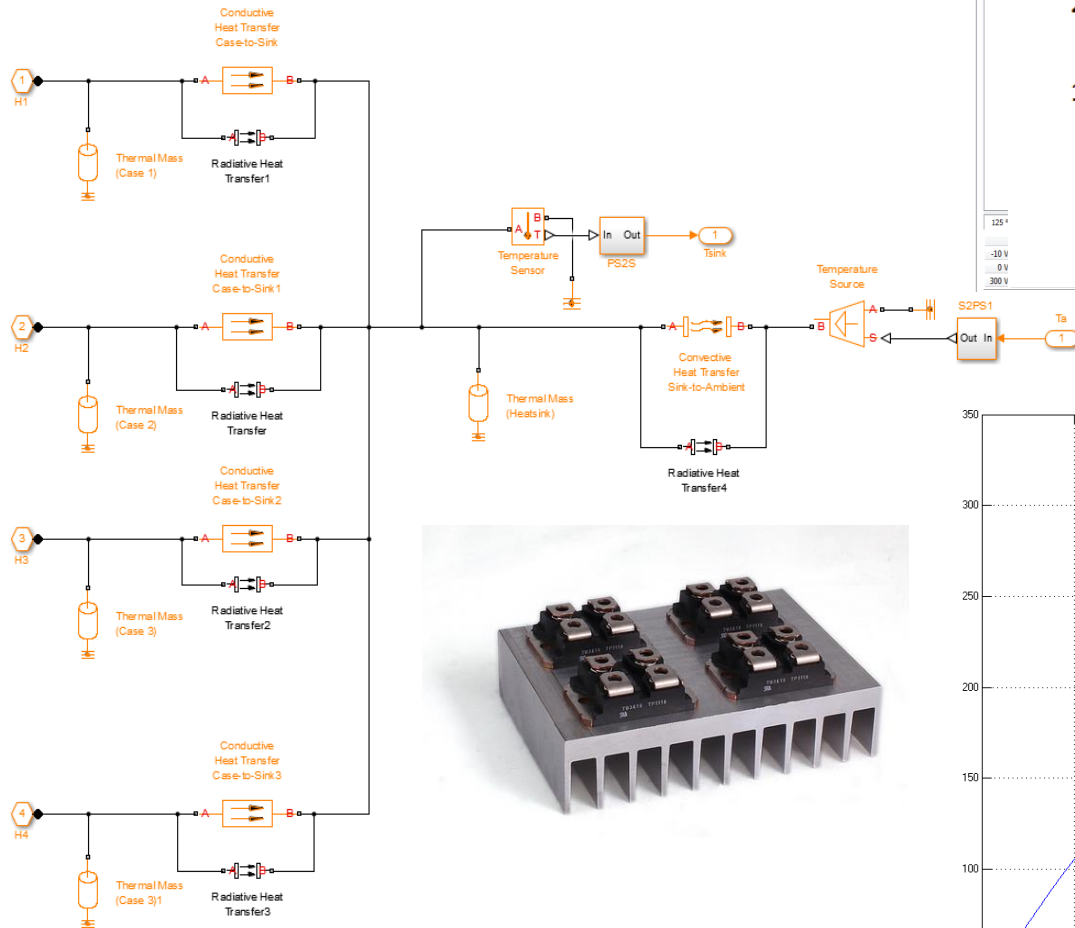 Conductive
Heat Transfer
Case-to-Sink
1
A
B
H1
A
B
Thermal Mass
(Case 1)
Radiative Heat
Transfer1
Conductive
Heat Transfer
Case-to-Sink1
2
A
B
H2
A
B
Thermal Mass
(Case 2)
Radiative Heat
Transfer
Conductive
Heat Transfer
Case-to-Sink2
3
A
B
H3
A
B
Thermal Mass
(Case 3)
Radiative Heat
Transfer2
Conductive
Heat Transfer
Case-to-Sink3
4
A
B
H4
A
B
Thermal Mass
(Case 3)1
Radiative Heat
Transfer3
B
A
T
Temperature
Sensor
In Out
PS2S
1
Tsink
Thermal Mass
(Heatsink)
A
B
Convective
Heat Transfer
Sink-to-Ambient
A
B
Radiative Heat
Transfer4
Temperature
Source
A
B
S
S2PS1
Out In
Ta
1
125 °
-10 V
0 V
300 V
350
300
250
200
150
100